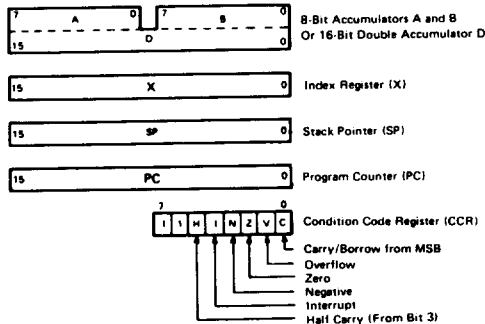 7 A 0 7 B 0 8-Bit Accumulators A and B
15 D 0 Or 16-Bit Double Accumulator D
15 X 0 Index Register (X)
15 SP 0 Stack Pointer (SP)
15 PC 0 Program Counter (PC)
7 0
1 1 H I N Z V C Condition Code Register (CCR)
Carry/Borrow from MSB
Overflow
Zero
Negative
Interrupt
Half Carry (From Bit 3)